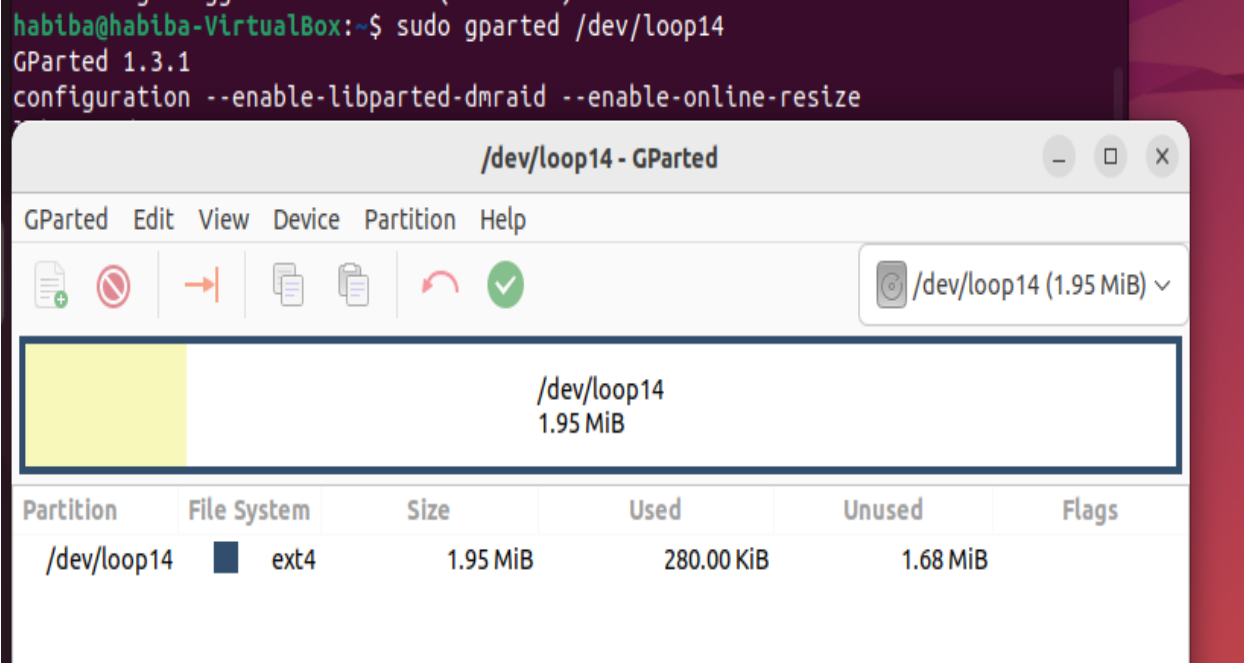 habiba@habiba-VirtualBox:~$ sudo gparted /dev/loop14
GParted 1.3.1
configuration --enable-libparted-dmraid --enable-online-resize
/dev/loop14 - GParted
GParted Edit View Device Partition Help
/dev/loop14 (1.95 MiB)
/dev/loop14
1.95 MiB
Partition File System Size Used Unused Flags
/dev/loop14 ext4 1.95 MiB 280.00 KiB 1.68 MiB